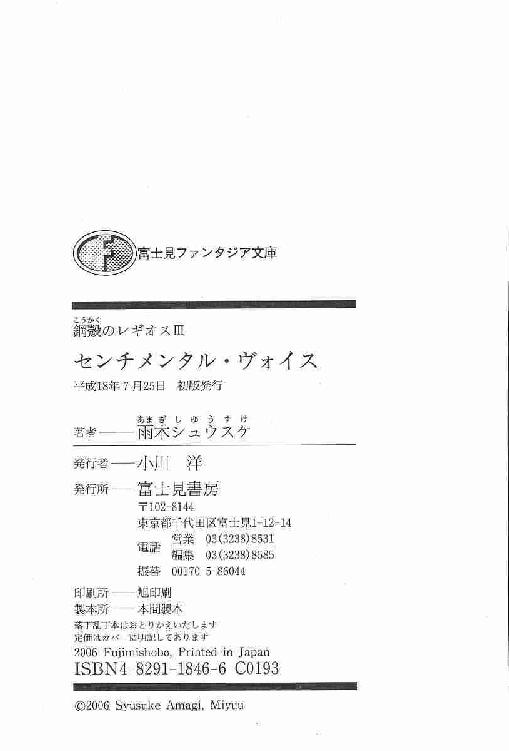 富士見ファンタジア文庫
こうかく
鋼殻のレギオスⅢ
センチメンタル・ヴォイス
平成18年7月25日 初版発行
あまぎしゅうすけ
著者――雨木シュウスケ
発行者――小川 洋
発行所――富士見書房
〒102-8144
東京都千代田区富士見1-12-14
電話 営業 03(3238)8531
編集 03(3238)8585
振替 00170-5-86044
印刷所――旭印刷
製本所――本間製本
落丁乱丁本はおとりかえいたします
定価はカバーに明記してあります
2006 Fujimishobo, Printed in Japan
ISBN4 8291-1846-6 C0193
©2006 Syusuke Amagi, Miyuu